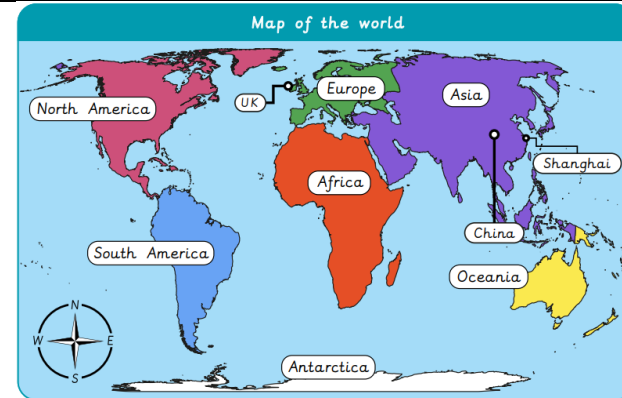 Map of the world
North America
UK
Europe
Asia
Shanghai
Africa
China
South America
Oceania
N
W E
S
Antarctica